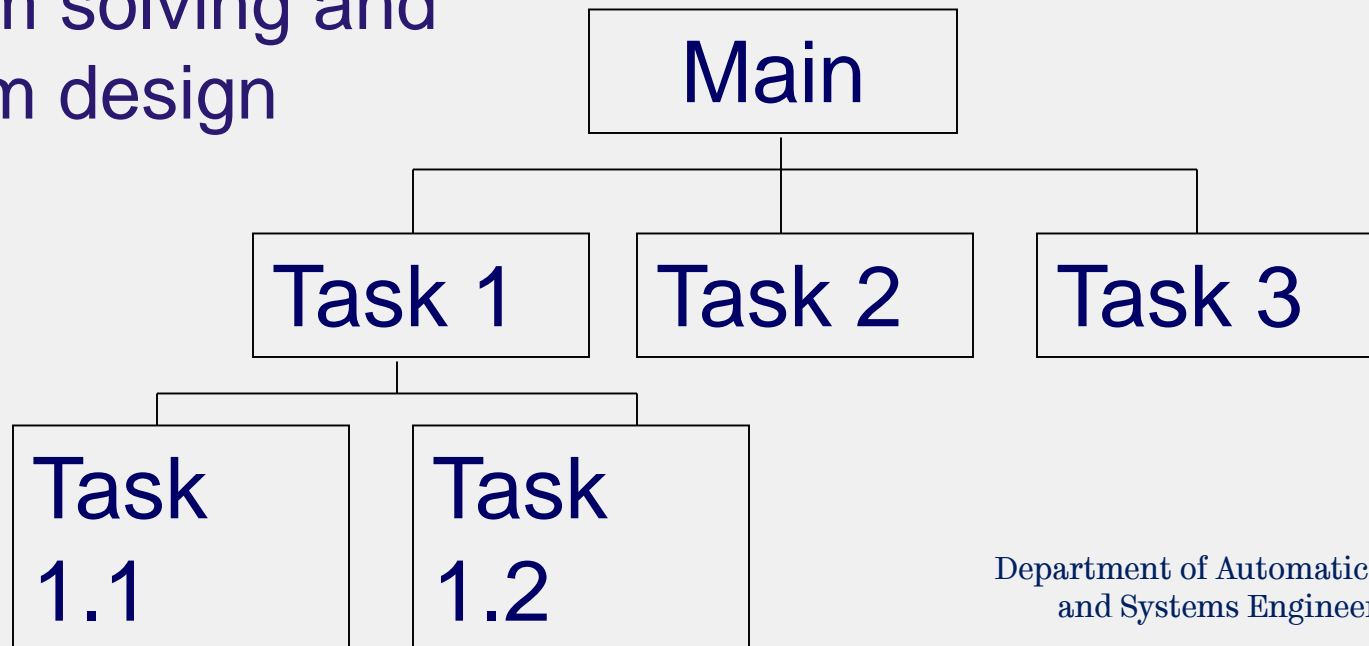 solving and
design
Main
Task 1
Task 2
Task 3
Task
1.1
Task
1.2
Department of Automatic
and Systems